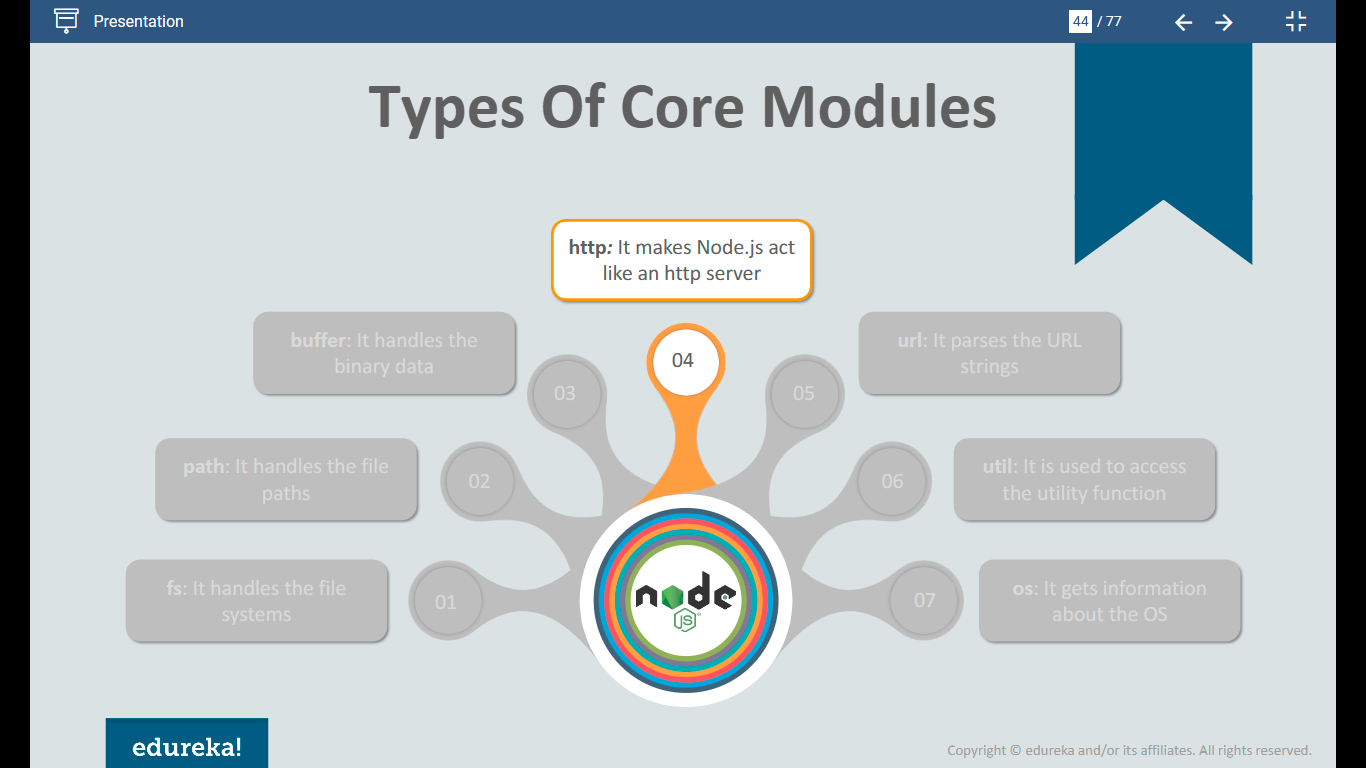 Presentation
44 / 77
Types Of Core Modules
http: It makes Node.js act
like an http server
buffer: It handles the
binary data
04
url: It parses the URL
strings
03
05
path: It handles the file
paths
02
06
util: It is used to access
the utility function
fs: It handles the file
systems
01
node
JS
07
os: It gets information
about the OS
edureka!
Copyright © edureka and/or its affiliates. All rights reserved.